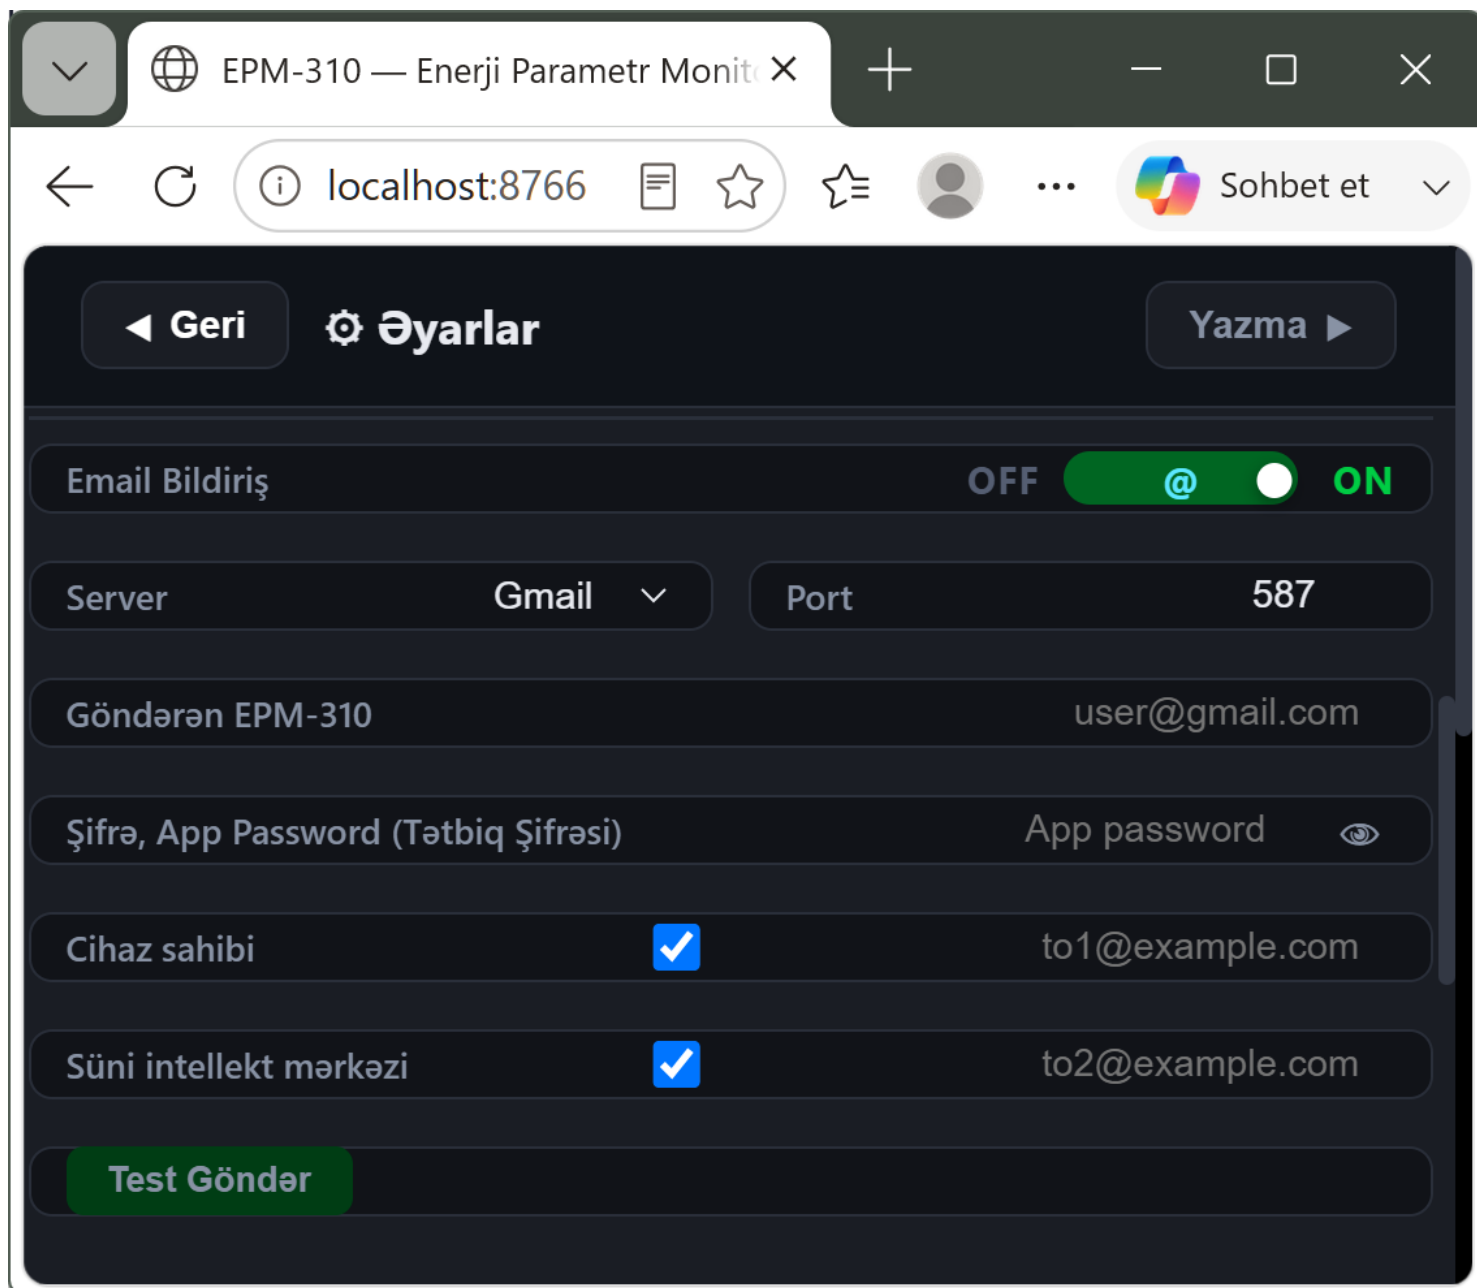 EPM-310 — Enerji Parametr Monit
localhost:8766
Sohbet et
◀ Geri
⚙ Əyarlar
Yazma ▶
Email Bildiriş
OFF
@
ON
Server
Gmail
Port
587
Göndərən EPM-310
user@gmail.com
Şifrə, App Password (Tətbiq Şifrəsi)
App password
Cihaz sahibi
to1@example.com
Süni intellekt mərkəzi
to2@example.com
Test Göndər